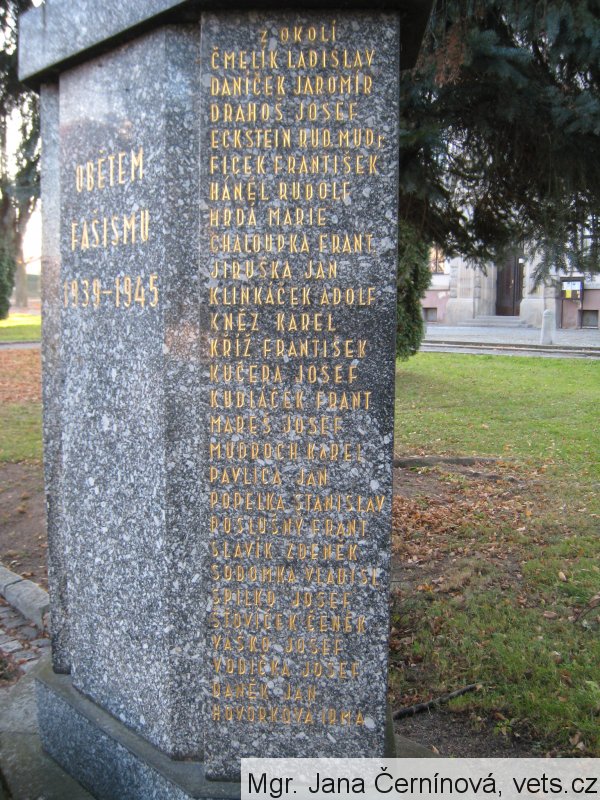 OBĚTEM
FAŠISMU
1939-1945
Z OKOLÍ
ČMELÍK LADISLAV
DANÍČEK JAROMÍR
DRAHOŠ JOSEF
ECKSTEIN RUD. MUDr
FICEK FRANTIŠEK
HANEL RUDOLF
HRDÁ MARIE
CHALOUPKA FRANT
JIRUŠKA JAN
KLINKÁČEK ADOLF
KNĚZ KAREL
KŘÍŽ FRANTIŠEK
KUČERA JOSEF
KUDLÁČEK FRANT
MAREŠ JOSEF
MUDROCH KAREL
PAVLICA JAN
POPELKA STANISLAV
POSLUŠNÝ FRANT
SLAVÍK ZDENĚK
SODOMKA VLADISL
ŠPILKO JOSEF
ŠŤOVÍČEK ČENĚK
VAŠKO JOSEF
VODIČKA JOSEF
DANĚK JAN
HOVORKOVÁ IRMA
Mgr. Jana Černínová, vets.cz